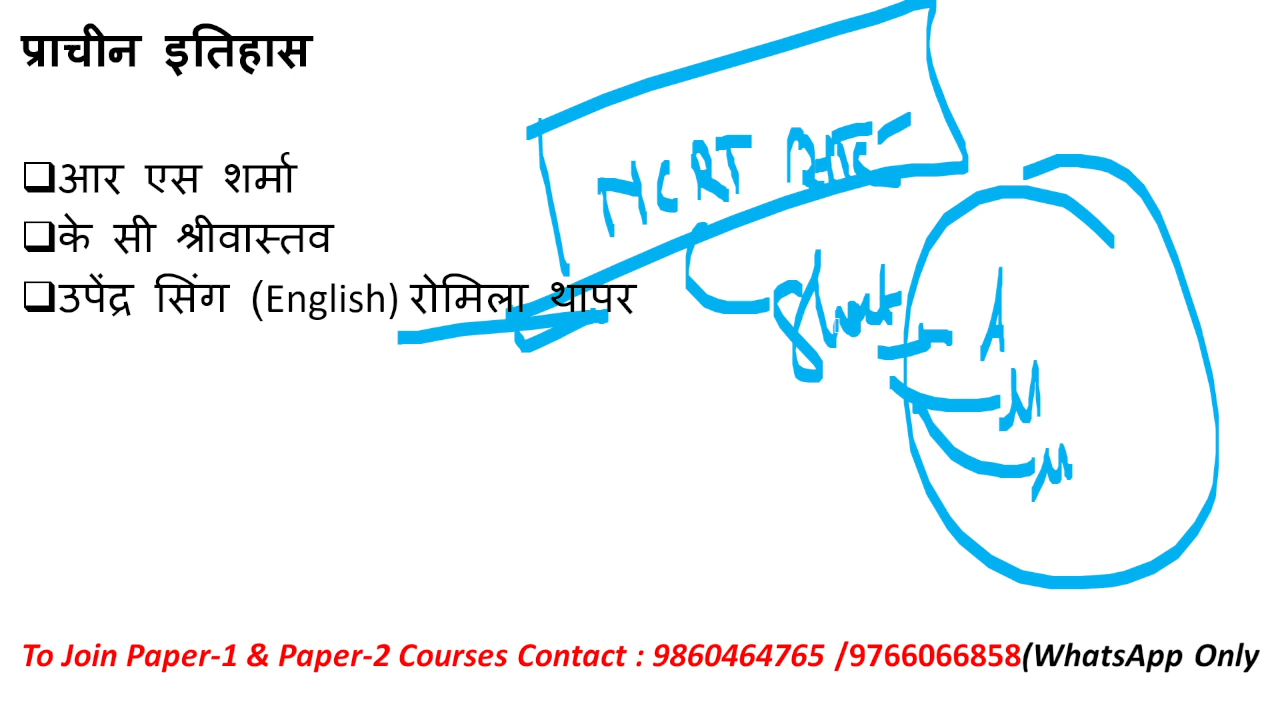 प्राचीन इतिहास
NCRT सार
❑आर एस शर्मा
❑के सी श्रीवास्तव
❑उपेंद्र सिंग (English) रोमिला थापर
Short
A
M
M
To Join Paper-1 & Paper-2 Courses Contact : 9860464765 /9766066858(WhatsApp Only